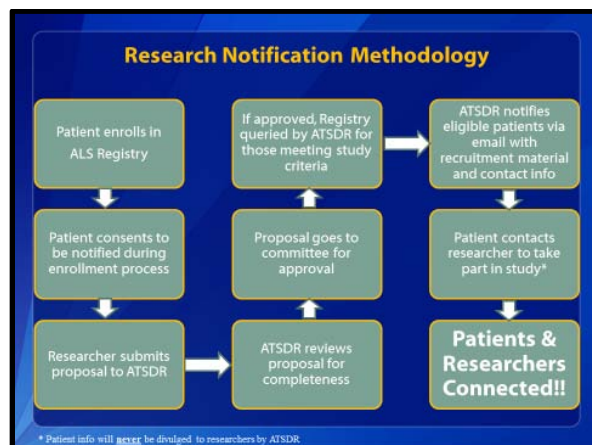 Research Notification Methodology
Patient enrolls in
ALS Registry
Patient consents to
be notified during
enrollment process
Researcher submits
proposal to ATSDR
ATSDR reviews
proposal for
completeness
Proposal goes to
committee for
approval
If approved, Registry
queried by ATSDR for
those meeting study
criteria
ATSDR notifies
eligible patients via
email with
recruitment material
and contact info
Patient contacts
researcher to take
part in study*
Patients &
Researchers
Connected!!
* Patient info will never be divulged to researchers by ATSDR